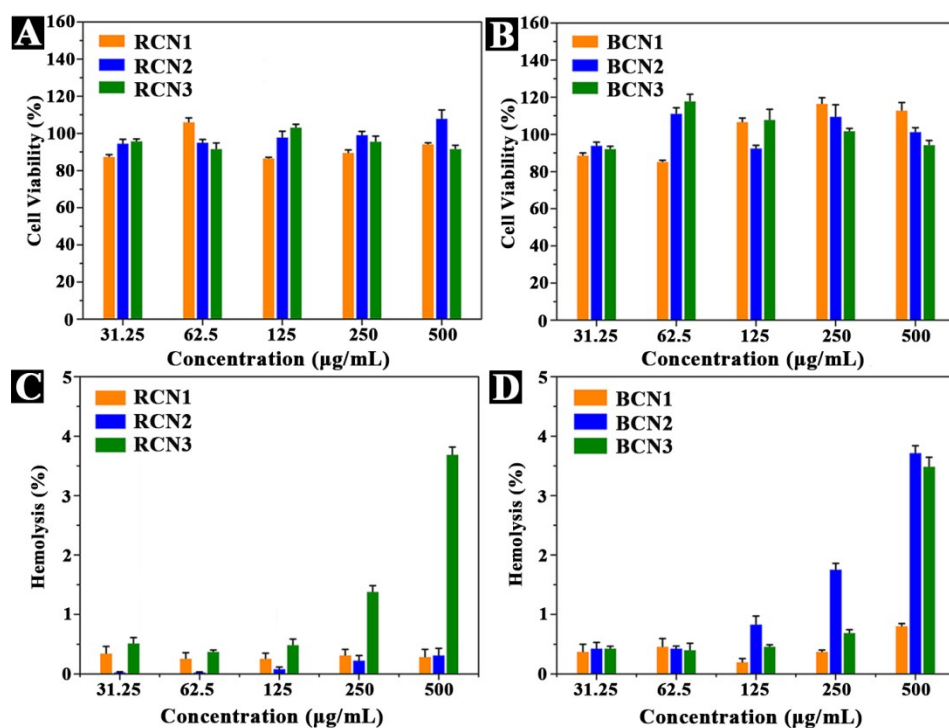 A
160
140
120
100
80
60
40
20
0
Cell Viability (%)
RCN1
RCN2
RCN3
31.25 62.5 125 250 500
Concentration (µg/mL)
B
160
140
120
100
80
60
40
20
0
Cell Viability (%)
BCN1
BCN2
BCN3
31.25 62.5 125 250 500
Concentration (µg/mL)
C
5
4
3
2
1
0
Hemolysis (%)
RCN1
RCN2
RCN3
31.25 62.5 125 250 500
Concentration (µg/mL)
D
5
4
3
2
1
0
Hemolysis (%)
BCN1
BCN2
BCN3
31.25 62.5 125 250 500
Concentration (µg/mL)